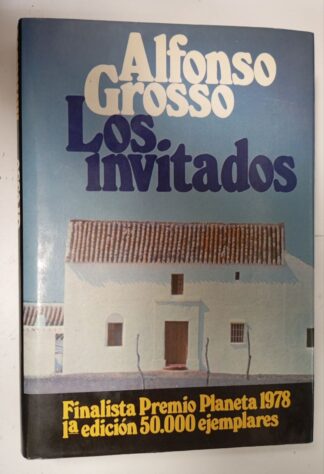 Alfonso
Grosso
Los
invitados
Finalista Premio Planeta 1978
1ª edición 50.000 ejemplares